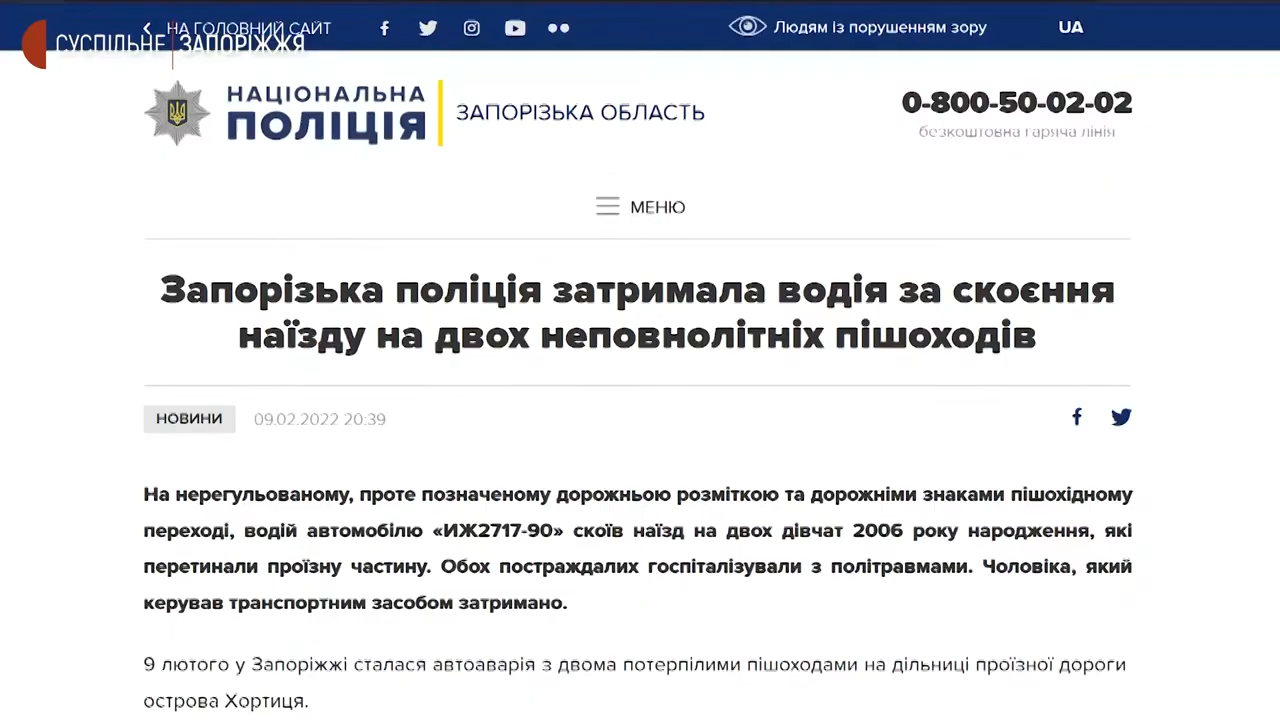 НА ГОЛОВНИЙ САЙТ
Людям із порушенням зору
UA
СУСПІЛЬНЕ ЗАПОРІЖЖЯ
НАЦІОНАЛЬНА
ПОЛІЦІЯ
ЗАПОРІЗЬКА ОБЛАСТЬ
0-800-50-02-02
безкоштовна гаряча лінія
МЕНЮ
Запорізька поліція затримала водія за скоєння
наїзду на двох неповнолітніх пішоходів
НОВИНИ
09.02.2022 20:39
На нерегульованому, проте позначеному дорожньою розміткою та дорожніми знаками пішохідному
переході, водій автомобілю «ИЖ2717-90» скоїв наїзд на двох дівчат 2006 року народження, які
перетинали проїзну частину. Обох постраждалих госпіталізували з політравмами. Чоловіка, який
керував транспортним засобом затримано.
9 лютого у Запоріжжі сталася автоаварія з двома потерпілими пішоходами на дільниці проїзної дороги
острова Хортиця.